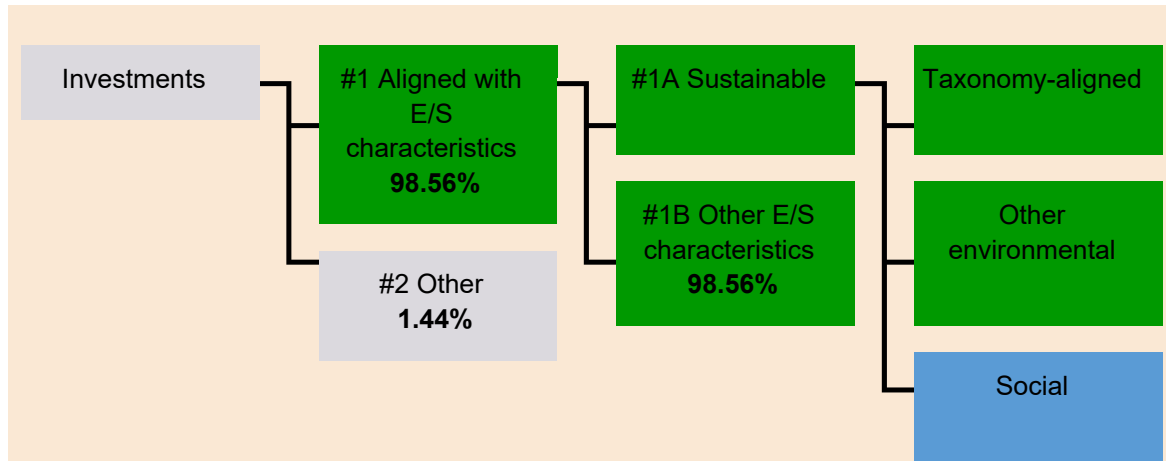 Investments
#1 Aligned with
E/S
characteristics
98.56%
#2 Other
1.44%
#1A Sustainable
#1B Other E/S
characteristics
98.56%
Taxonomy-aligned
Other
environmental
Social